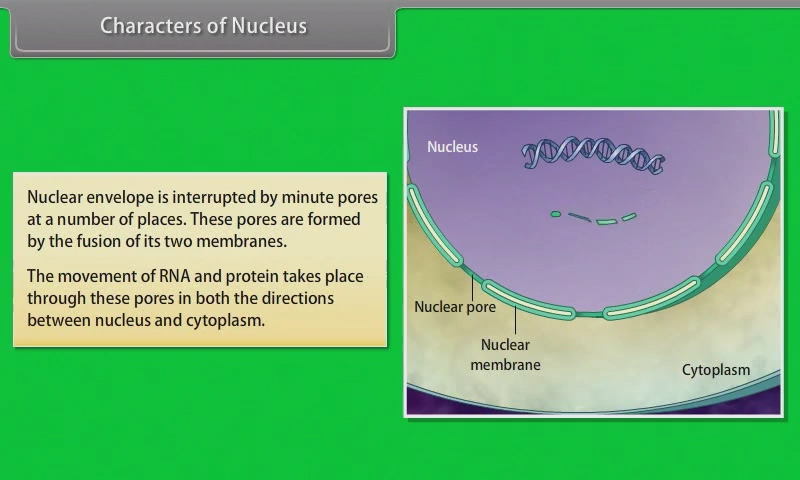 Characters of Nucleus
Nuclear envelope is interrupted by minute pores
at a number of places. These pores are formed
by the fusion of its two membranes.
The movement of RNA and protein takes place
through these pores in both the directions
between nucleus and cytoplasm.
Nucleus
Nuclear pore
Nuclear
membrane
Cytoplasm